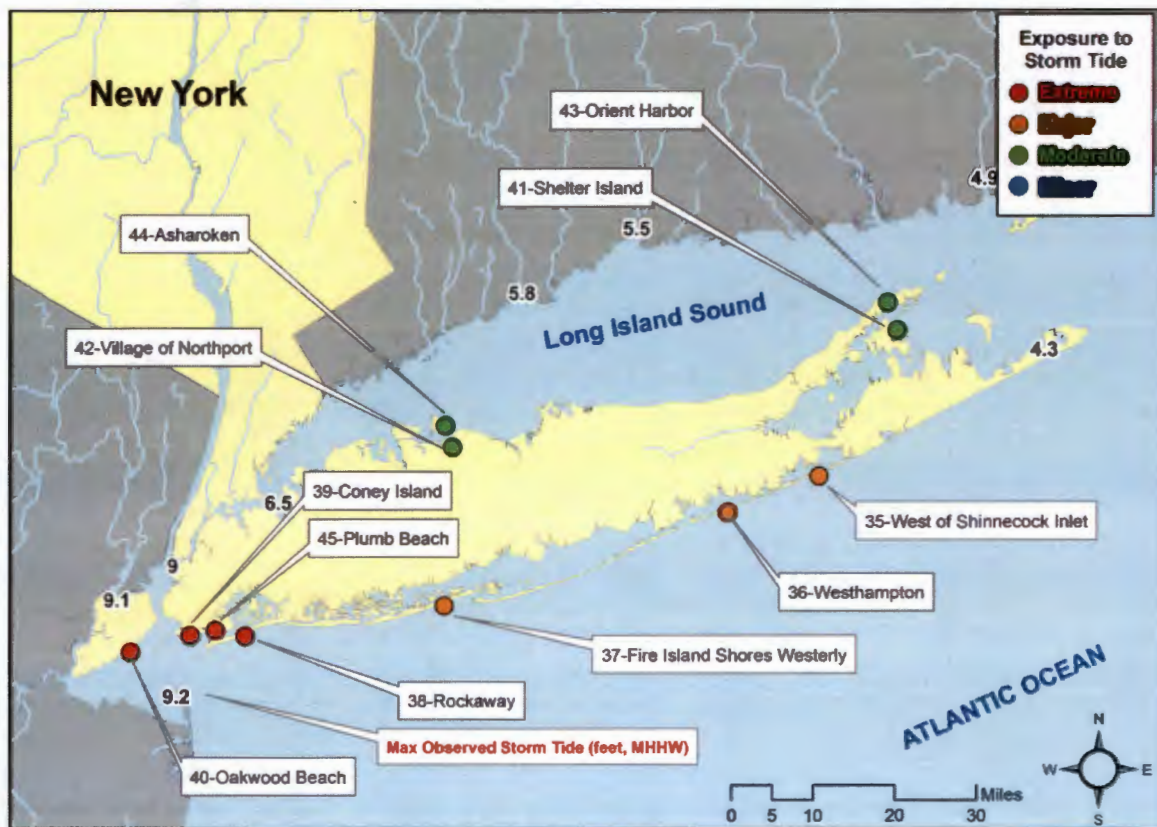 New York
Exposure to
Storm Tide
Extreme
Major
Moderate
Minor
43-Orient Harbor
41-Shelter Island
4.9
44-Asharoken
5.5
5.8
Long Island Sound
42-Village of Northport
4.3
39-Coney Island
6.5
45-Plumb Beach
35-West of Shinnecock Inlet
9
9.1
36-Westhampton
37-Fire Island Shores Westerly
9.2
38-Rockaway
Max Observed Storm Tide (feet, MHHW)
40-Oakwood Beach
ATLANTIC OCEAN
N
W E
S
Miles
0 5 10 20 30